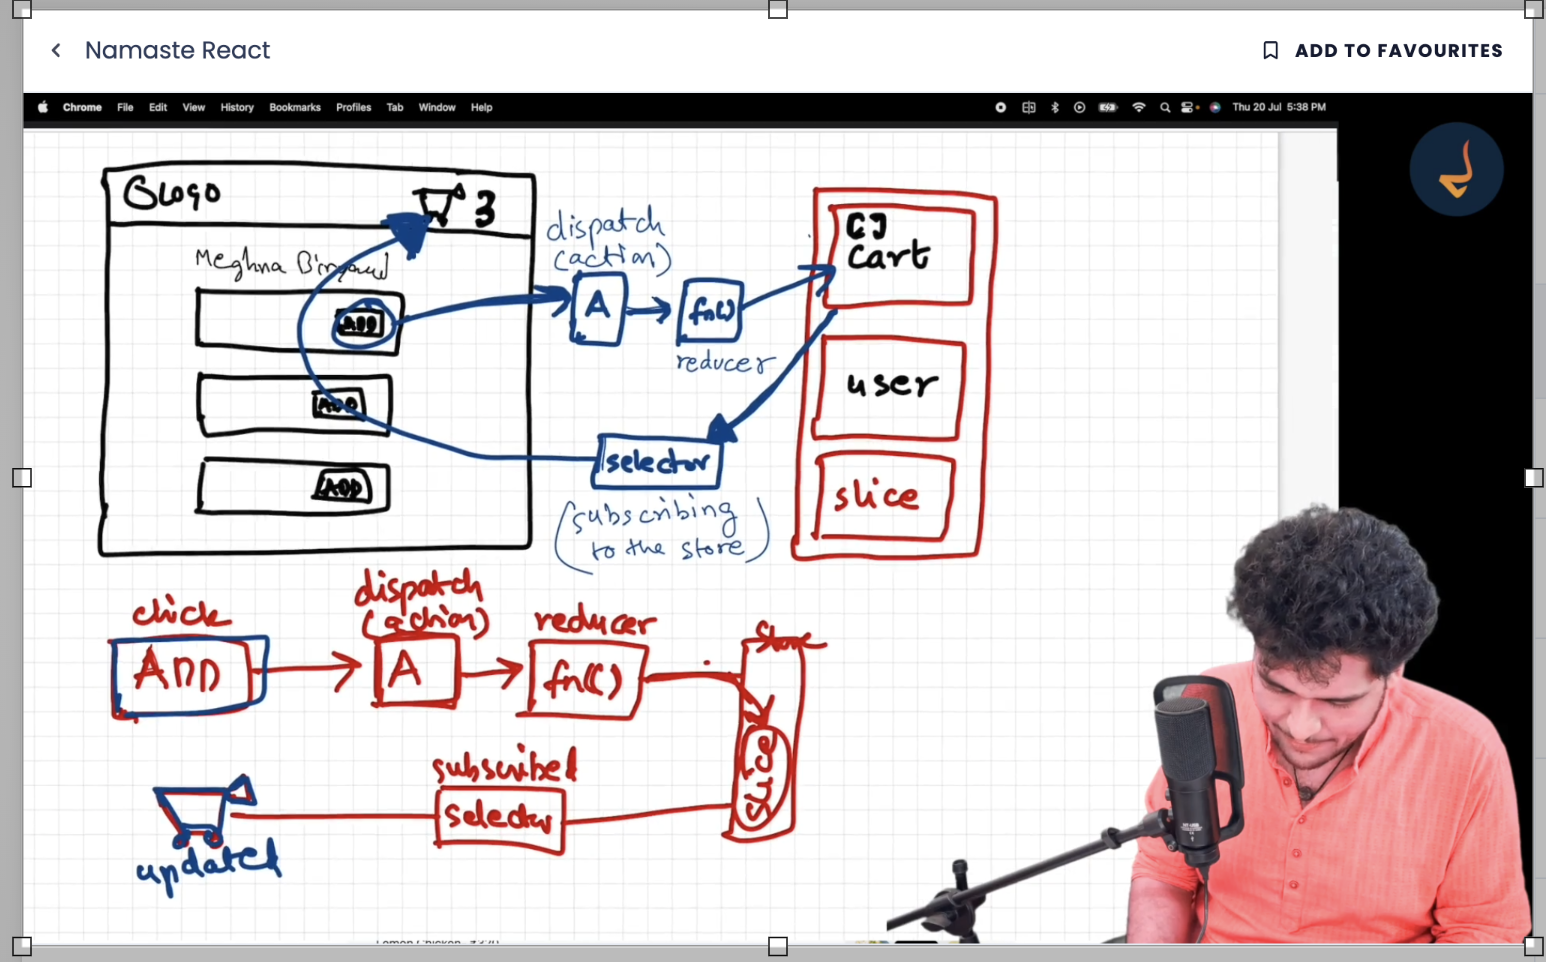 Namaste React
ADD TO FAVOURITES
Chrome File Edit View History Bookmarks Profiles Tab Window Help
Thu 20 Jul 5:38 PM
Logo
3
Meghna
ADD
ADD
ADD
dispatch
(action)
A
fn()
reducer
selector
(subscribing
to the store)
[]
Cart
user
slice
click
ADD
dispatch
(action)
A
reducer
fn()
Store
slice
subscribed
selector
updated